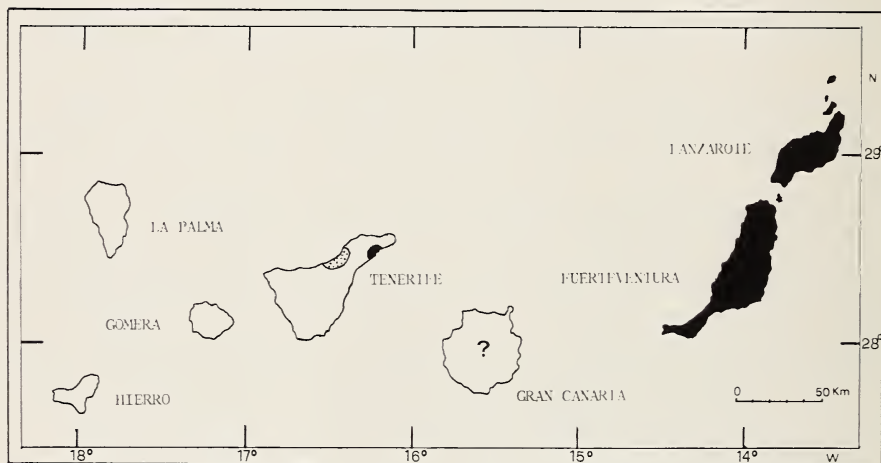 N
LANZAROTE
29°
LA PALMA
TENERIFE
FUERTEVENTURA
GOMERA
28°
?
HIERRO
GRAN CANARIA
0 50 Km
18° 17° 16° 15° 14° W